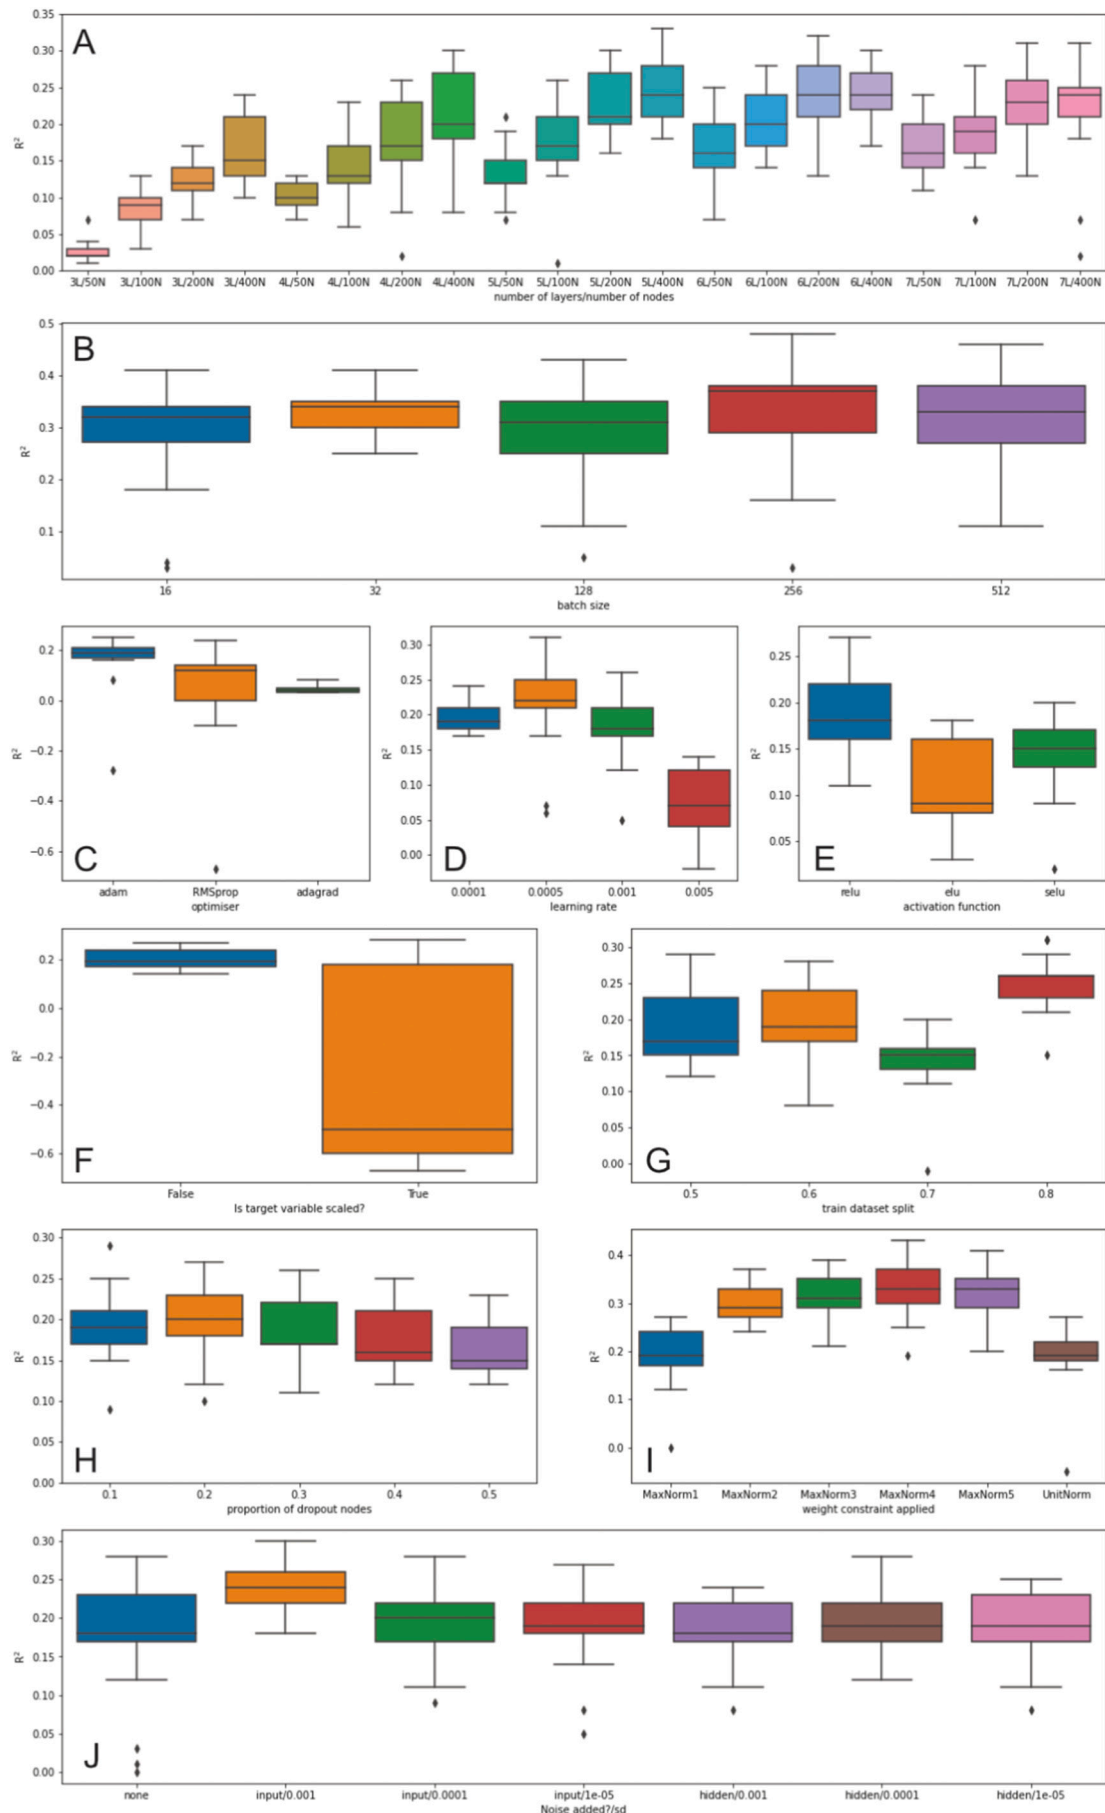 A
R²
0.35
0.30
0.25
0.20
0.15
0.10
0.05
0.00
3L/50N 3L/100N 3L/200N 3L/400N 4L/50N 4L/100N 4L/200N 4L/400N 5L/50N 5L/100N 5L/200N 5L/400N 6L/50N 6L/100N 6L/200N 6L/400N 7L/50N 7L/100N 7L/200N 7L/400N
number of layers/number of nodes
B
R²
0.5
0.4
0.3
0.2
0.1
16 32 128 256 512
batch size
C
R²
0.2
0.0
−0.2
−0.4
−0.6
adam RMSprop adagrad
optimiser
D
R²
0.30
0.25
0.20
0.15
0.10
0.05
0.00
0.0001 0.0005 0.001 0.005
learning rate
E
R²
0.25
0.20
0.15
0.10
0.05
relu elu selu
activation function
F
R²
0.2
0.0
−0.2
−0.4
−0.6
False True
Is target variable scaled?
G
R²
0.30
0.25
0.20
0.15
0.10
0.05
0.00
0.5 0.6 0.7 0.8
train dataset split
H
R²
0.30
0.25
0.20
0.15
0.10
0.05
0.00
0.1 0.2 0.3 0.4 0.5
proportion of dropout nodes
I
R²
0.4
0.3
0.2
0.1
0.0
MaxNorm1 MaxNorm2 MaxNorm3 MaxNorm4 MaxNorm5 UnitNorm
weight constraint applied
J
R²
0.30
0.25
0.20
0.15
0.10
0.05
0.00
none input/0.001 input/0.0001 input/1e-05 hidden/0.001 hidden/0.0001 hidden/1e-05
Noise added?/sd